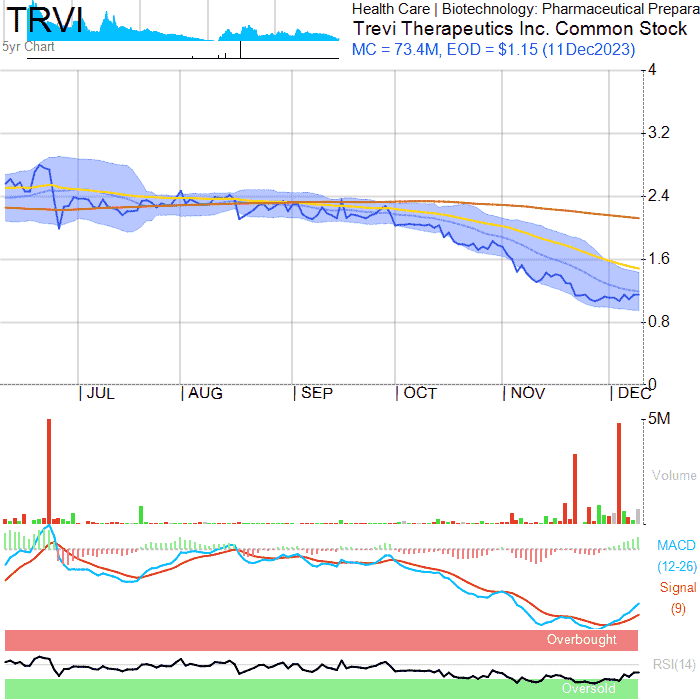 TRVI
Health Care | Biotechnology: Pharmaceutical Prepara
Trevi Therapeutics Inc. Common Stock
5yr Chart
MC = 73.4M, EOD = $1.15 (11Dec2023)
4
3.2
2.4
1.6
0.8
0
| JUL | AUG | SEP | OCT | NOV | DEC
5M
Volume
MACD
(12-26)
Signal
(9)
Overbought
RSI(14)
Oversold